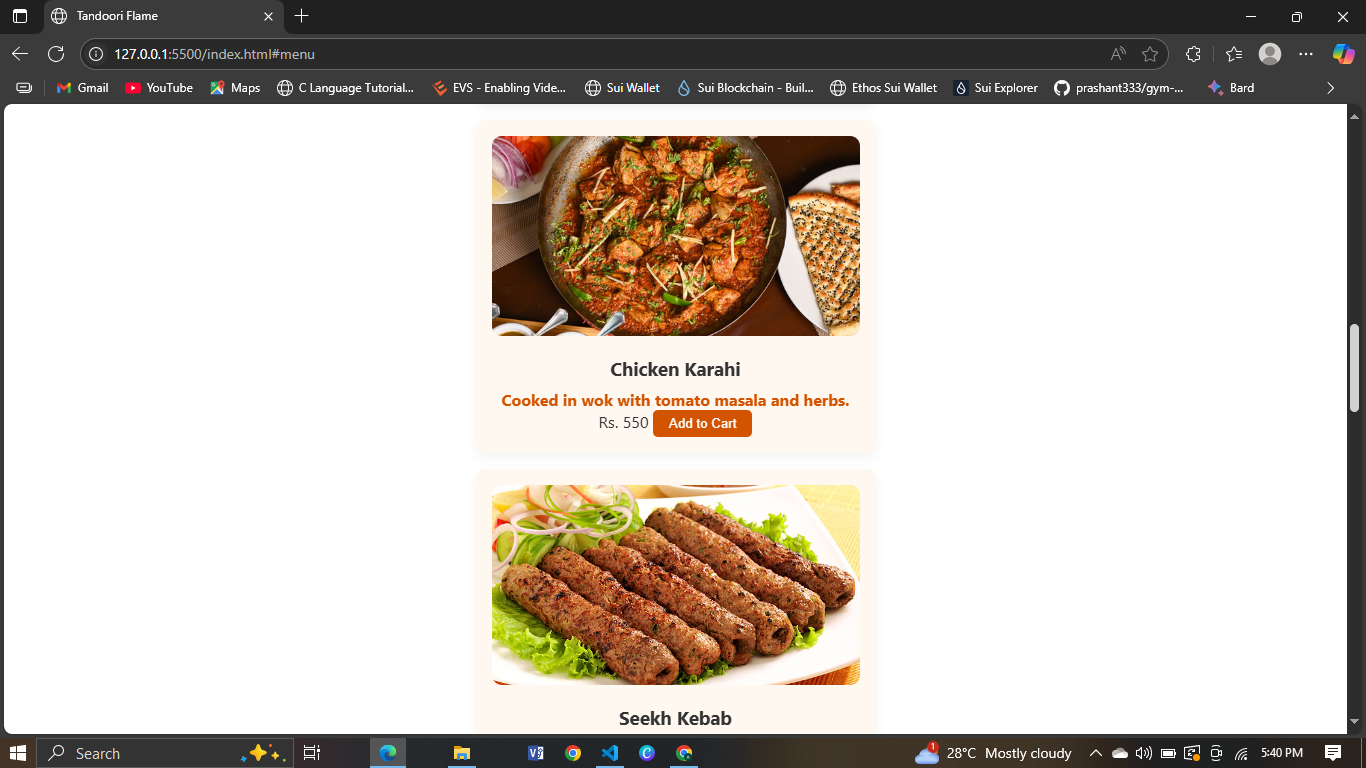 Tandoori Flame
127.0.0.1:5500/index.html#menu
Gmail
YouTube
Maps
C Language Tutorial...
EVS - Enabling Vide...
Sui Wallet
Sui Blockchain - Buil...
Ethos Sui Wallet
Sui Explorer
prashant333/gym-...
Bard
Chicken Karahi
Cooked in wok with tomato masala and herbs.
Rs. 550 Add to Cart
Seekh Kebab
Search
1
28°C Mostly cloudy
5:40 PM